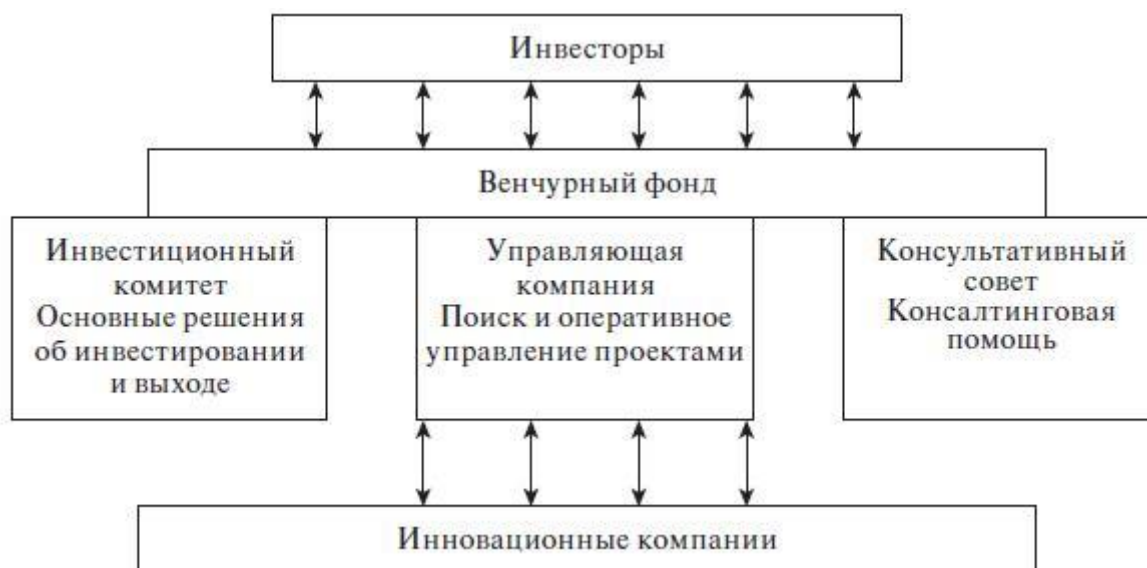 Инвесторы
Венчурный фонд
Инвестиционный
комитет
Основные решения
об инвестировании
и выходе
Управляющая
компания
Поиск и оперативное
управление проектами
Консультативный
совет
Консалтинговая
помощь
Инновационные компании